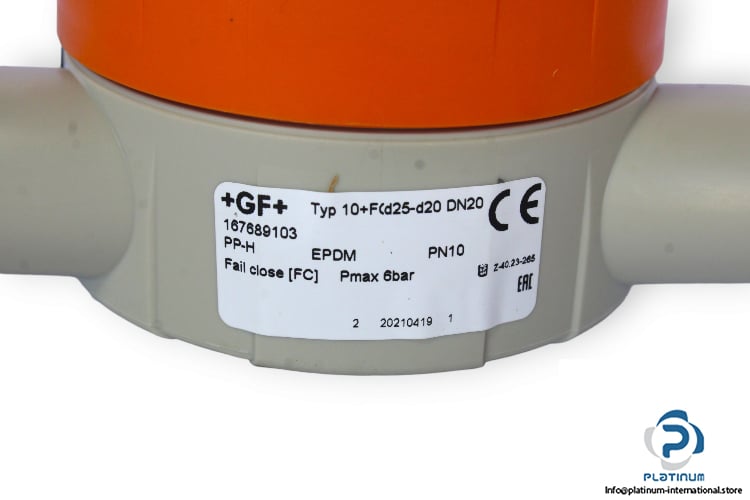 +GF+ Typ 10+F(d25-d20 DN20 CE
167689103
PP-H EPDM PN10
Fail close [FC] Pmax 6bar Z-40.23-265
EAC
2 20210419 1
PLATINUM
Info@platinum-international.store